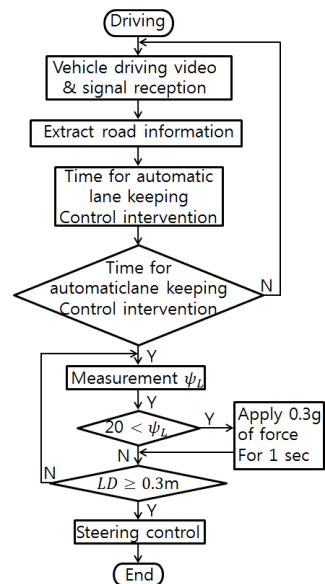 Driving
Vehicle driving video
& signal reception
Extract road information
Time for automatic
lane keeping
Control intervention
Time for
automaticlane keeping
Control intervention
N
Y
Measurement ψ_L
Y
20 < ψ_L
Y
Apply 0.3g
of force
For 1 sec
N
LD ≥ 0.3m
N
Y
Steering control
End